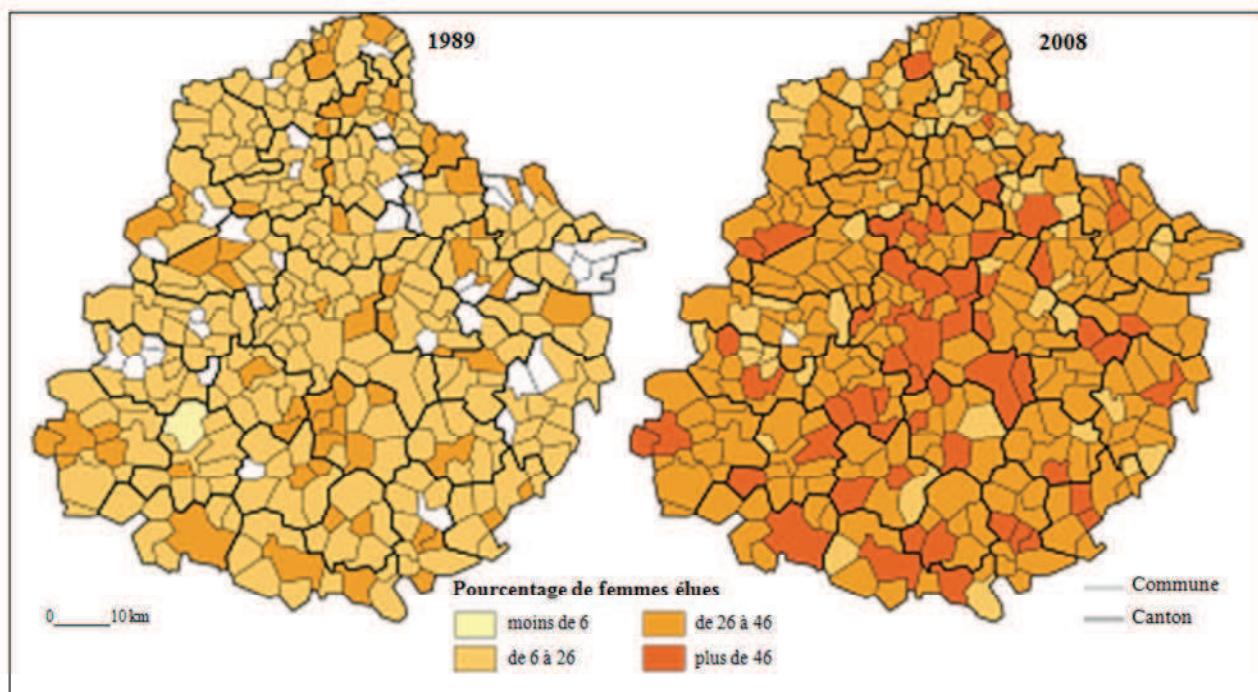 1989
2008
Pourcentage de femmes élues
moins de 6
de 6 à 26
de 26 à 46
plus de 46
0 10 km
Commune
Canton